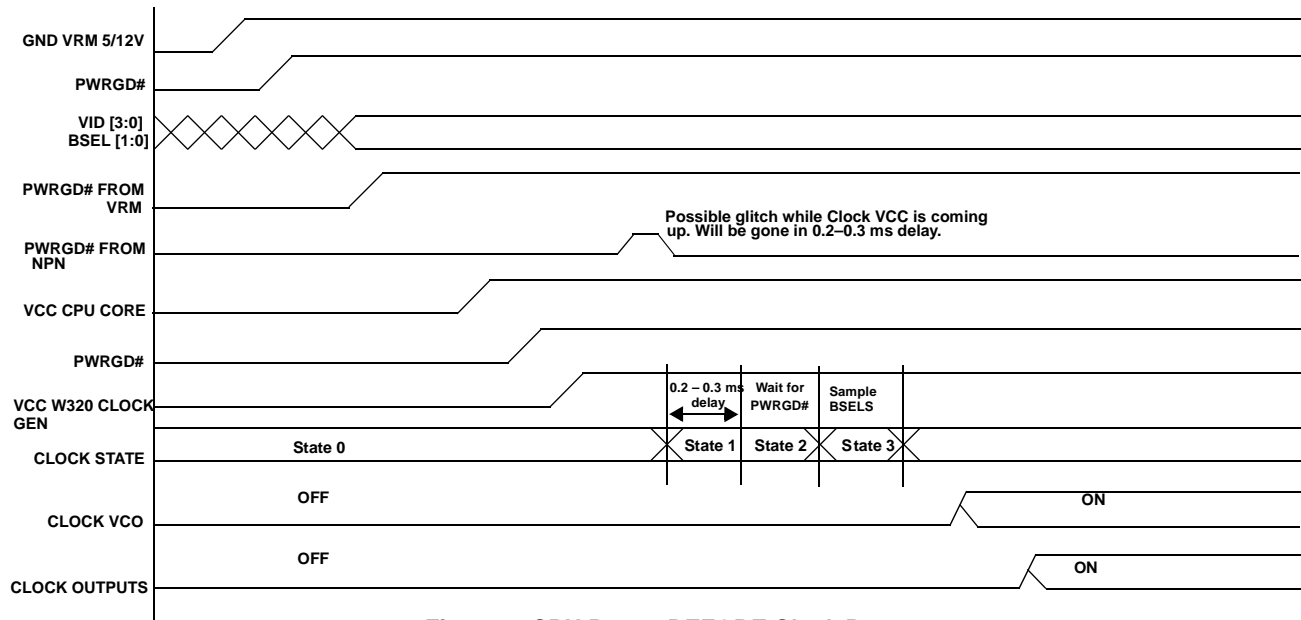 GND VRM 5/12V
PWRGD#
VID [3:0]
BSEL [1:0]
PWRGD# FROM
VRM
Possible glitch while Clock VCC is coming
up. Will be gone in 0.2–0.3 ms delay.
PWRGD# FROM
NPN
VCC CPU CORE
PWRGD#
0.2 – 0.3 ms
delay
Wait for
PWRGD#
Sample
BSELS
VCC W320 CLOCK
GEN
CLOCK STATE
State 0
State 1
State 2
State 3
OFF
ON
CLOCK VCO
OFF
ON
CLOCK OUTPUTS